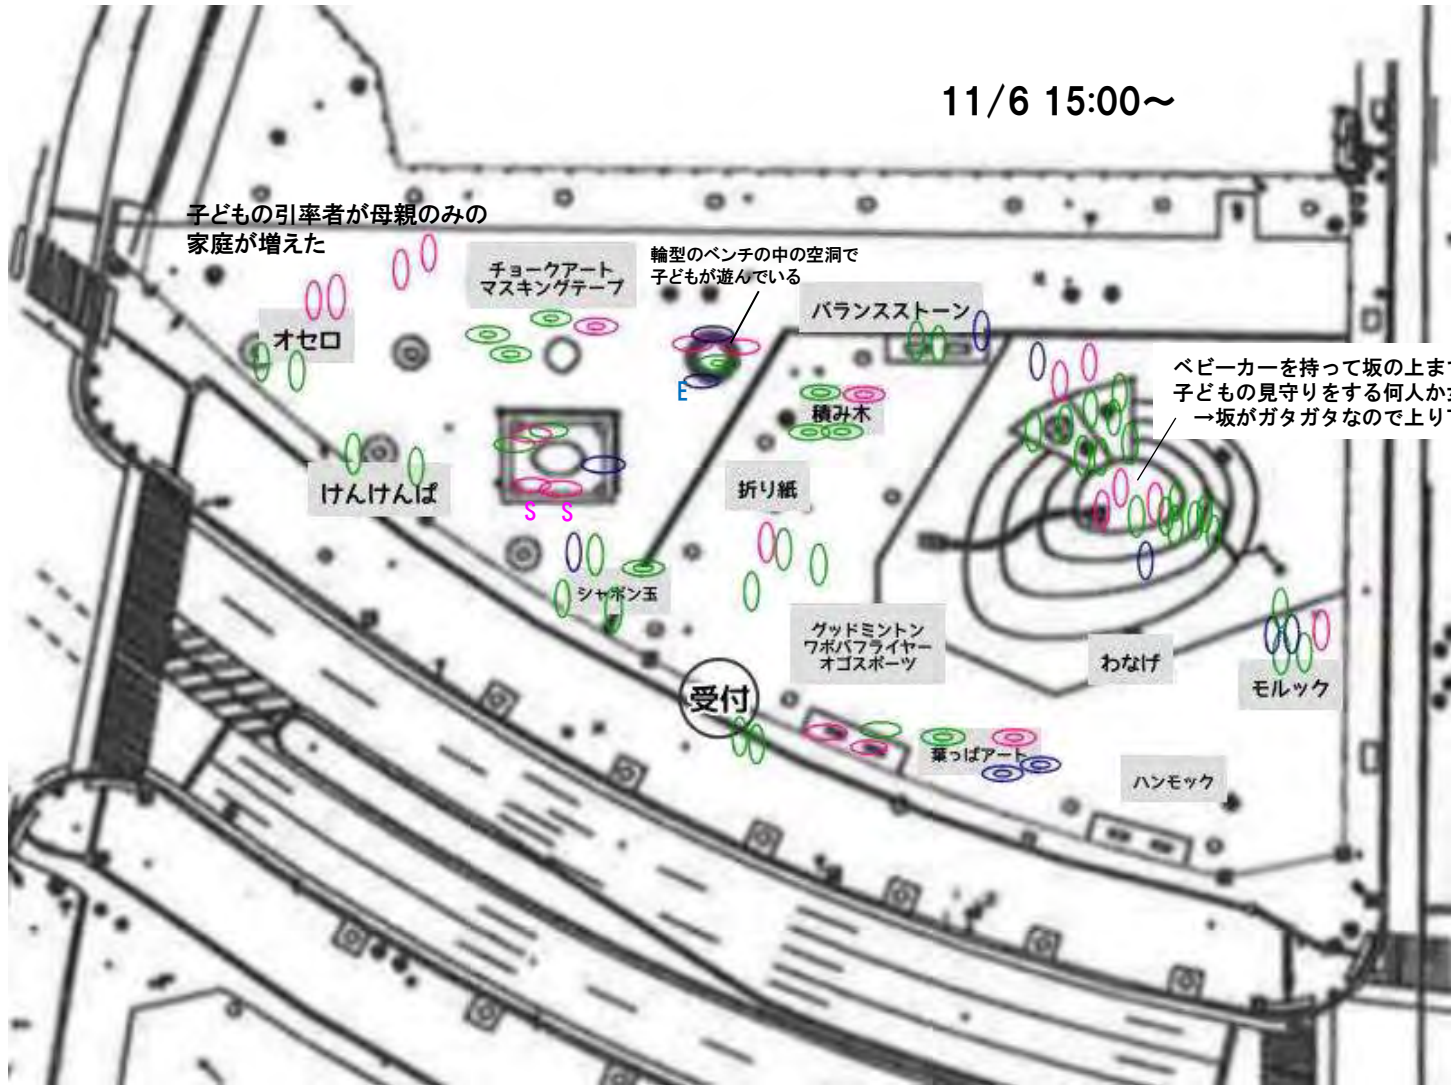 11/6 15:00～
子どもの引率者が母親のみの
家庭が増えた
チョークアート
マスキングテープ
輪型のベンチの中の空洞で
子どもが遊んでいる
バランスストーン
オセロ
E
積み木
ベビーカーを持って坂の上ま
子どもの見守りをする何人か
→坂がガタガタなので上り
けんけんぱ
S S
折り紙
シャボン玉
グッドミントン
ワボバフライヤー
オゴスポーツ
わなげ
モルック
受付
葉っぱアート
ハンモック